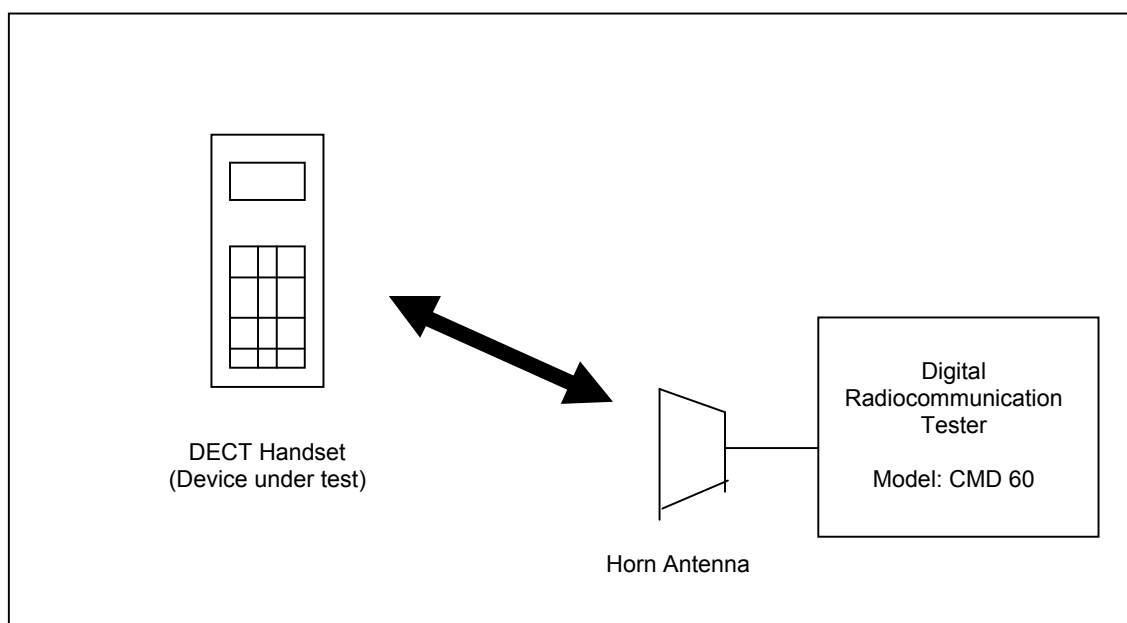 DECT Handset
(Device under test)
Horn Antenna
Digital
Radiocommunication
Tester
Model: CMD 60